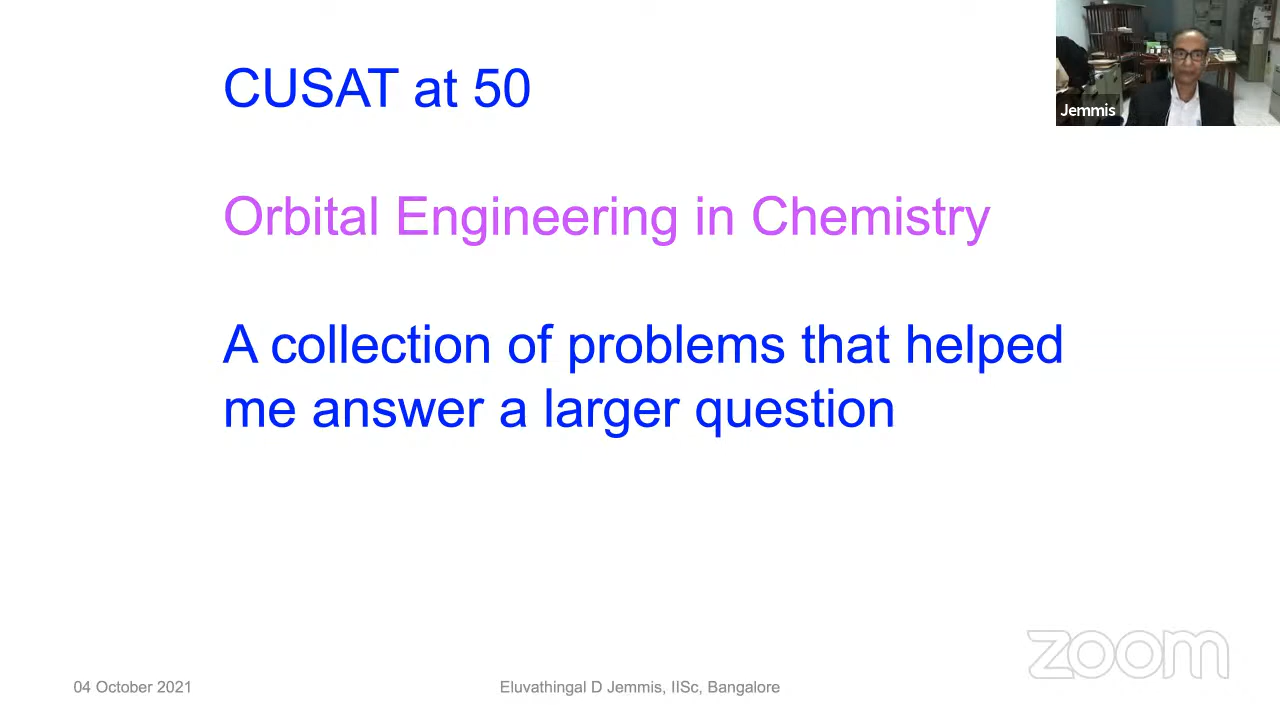 CUSAT at 50
Jemmis
Orbital Engineering in Chemistry
A collection of problems that helped
me answer a larger question
zoom
04 October 2021
Eluvathingal D Jemmis, IISc, Bangalore